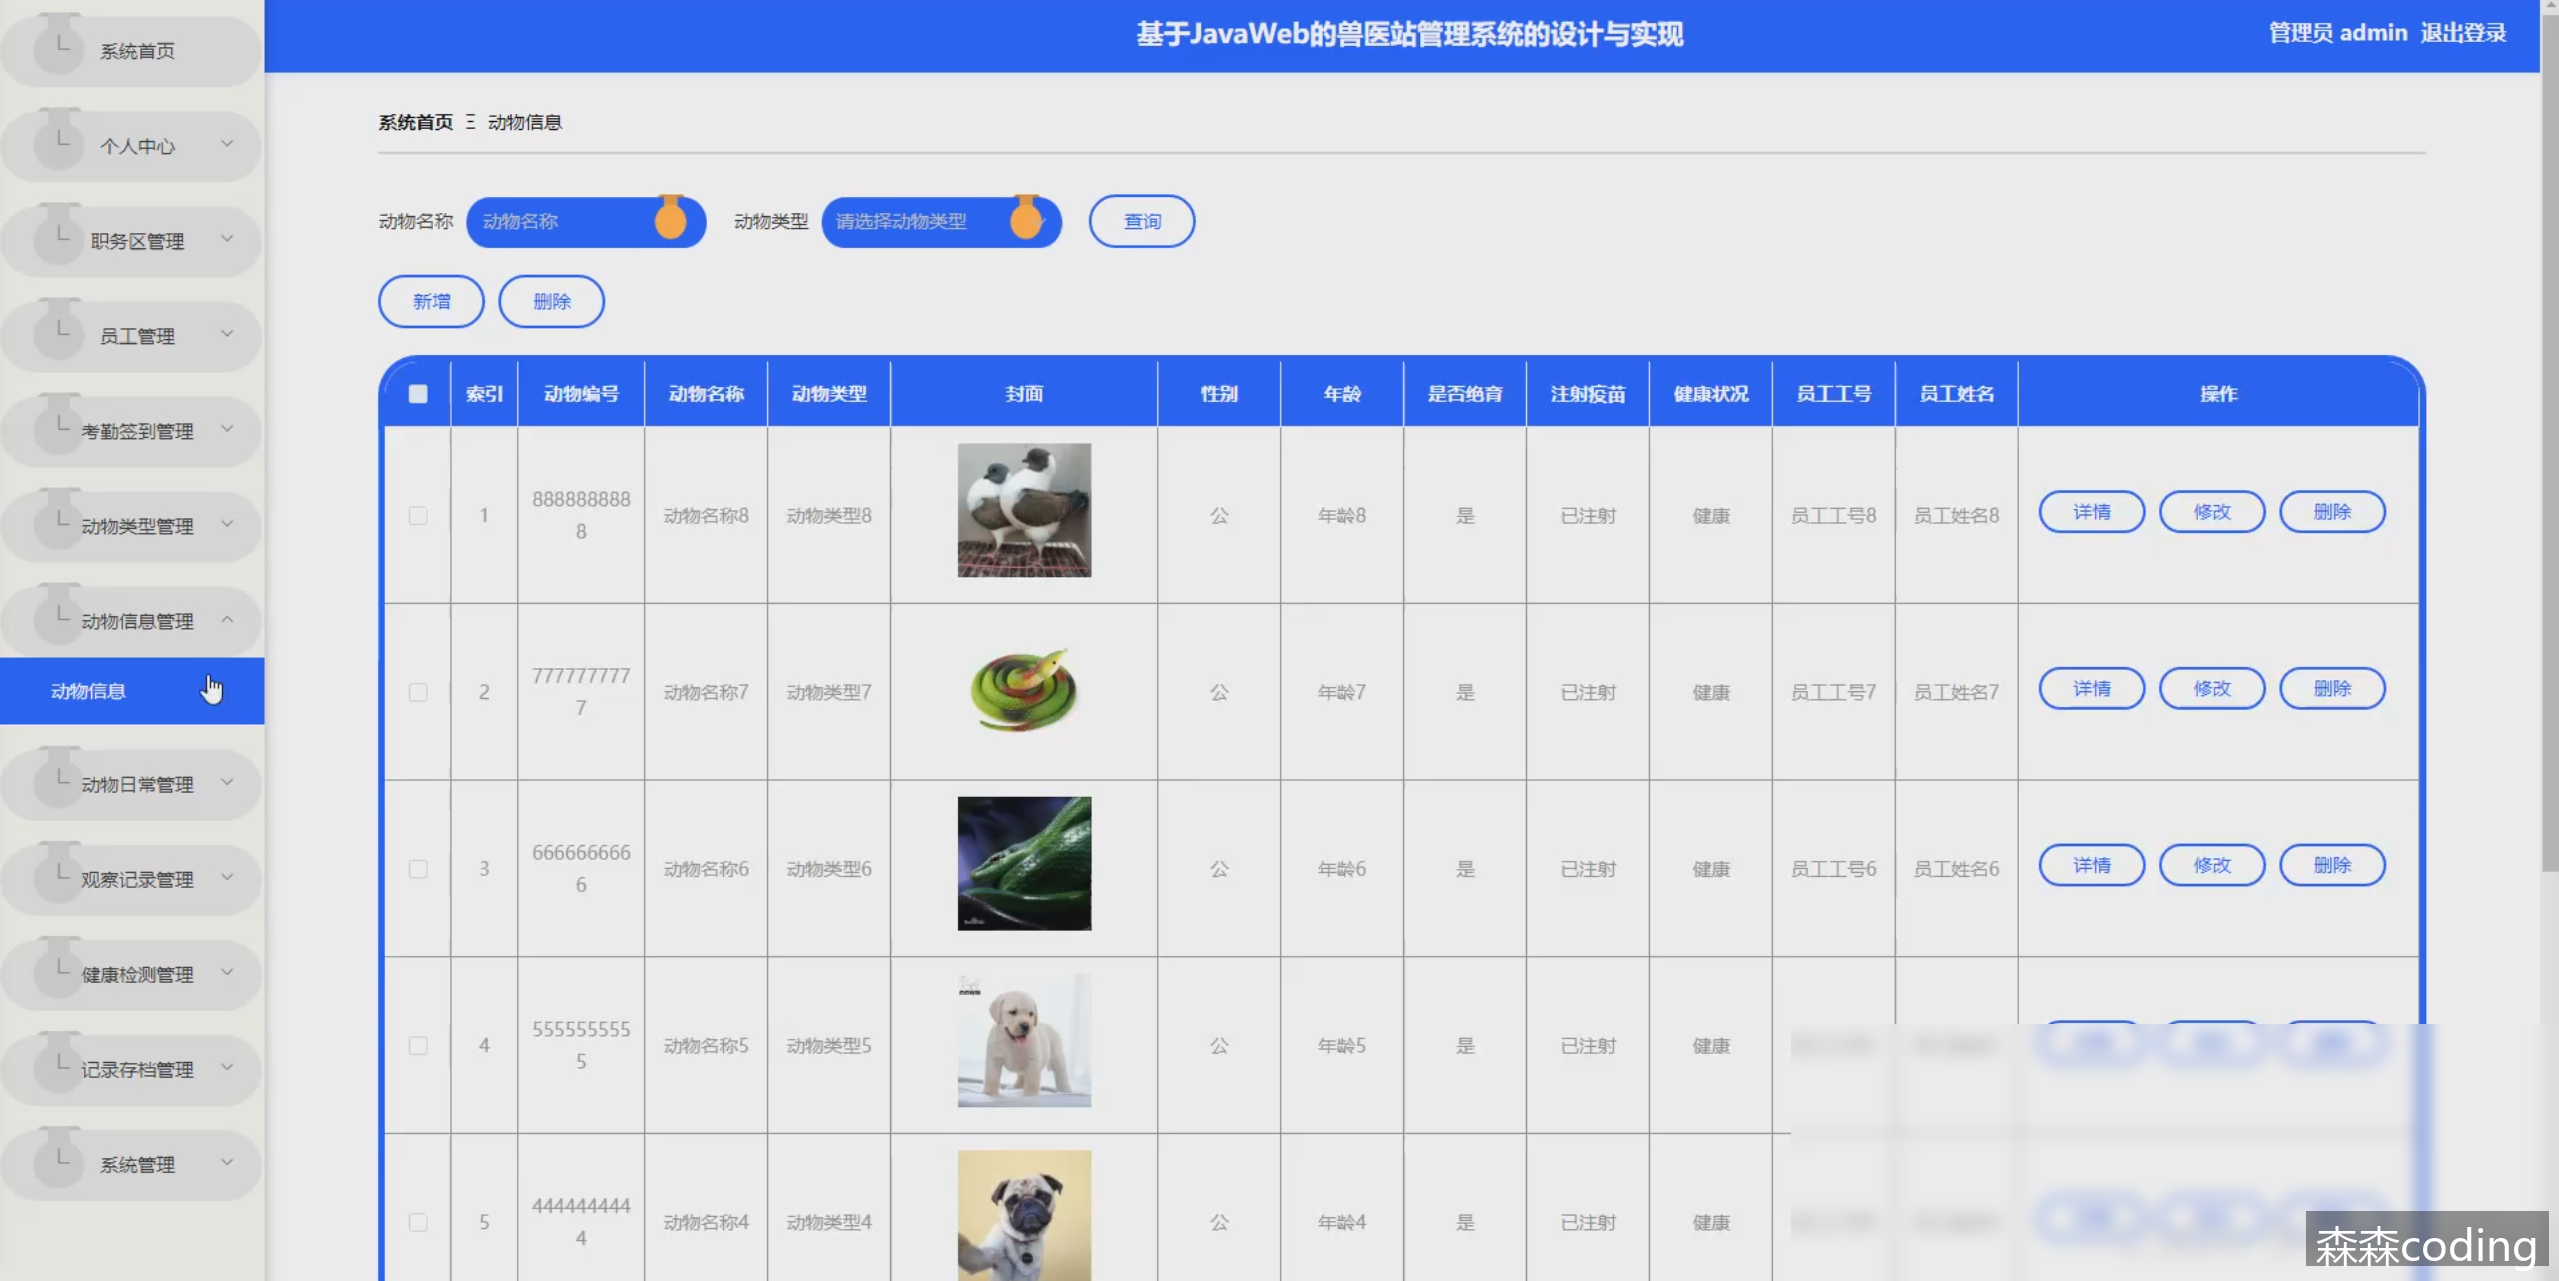 基于JavaWeb的兽医站管理系统的设计与实现
管理员 admin 退出登录
系统首页
个人中心
职务区管理
员工管理
考勤签到管理
动物类型管理
动物信息管理
动物信息
动物日常管理
观察记录管理
健康检测管理
记录存档管理
系统管理
系统首页 Ξ 动物信息
动物名称 动物名称 动物类型 请选择动物类型 查询
新增 删除
索引 动物编号 动物名称 动物类型 封面 性别 年龄 是否绝育 注射疫苗 健康状况 员工工号 员工姓名 操作
1 888888888 动物名称8 动物类型8 公 年龄8 是 已注射 健康 员工工号8 员工姓名8 详情 修改 删除
8
2 777777777 动物名称7 动物类型7 公 年龄7 是 已注射 健康 员工工号7 员工姓名7 详情 修改 删除
7
3 666666666 动物名称6 动物类型6 公 年龄6 是 已注射 健康 员工工号6 员工姓名6 详情 修改 删除
6
4 555555555 动物名称5 动物类型5 公 年龄5 是 已注射 健康
5
5 444444444 动物名称4 动物类型4 公 年龄4 是 已注射 健康
4
森森coding